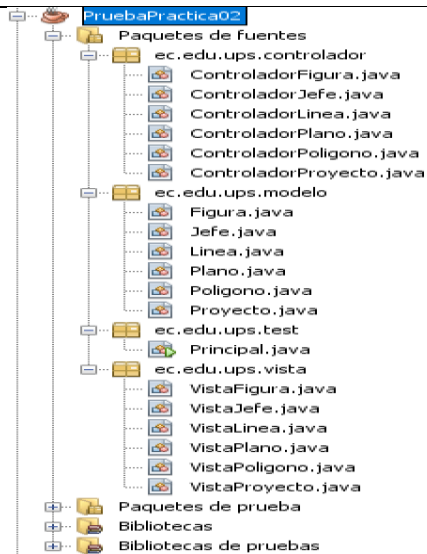 PruebaPractica02
Paquetes de fuentes
ec.edu.ups.controlador
ControladorFigura.java
ControladorJefe.java
ControladorLinea.java
ControladorPlano.java
ControladorPoligono.java
ControladorProyecto.java
ec.edu.ups.modelo
Figura.java
Jefe.java
Linea.java
Plano.java
Poligono.java
Proyecto.java
ec.edu.ups.test
Principal.java
ec.edu.ups.vista
VistaFigura.java
VistaJefe.java
VistaLinea.java
VistaPlano.java
VistaPoligono.java
VistaProyecto.java
Paquetes de prueba
Bibliotecas
Bibliotecas de pruebas